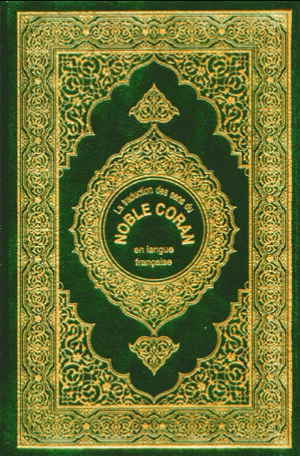 La traduction des sens du
NOBLE CORAN
en langue
française